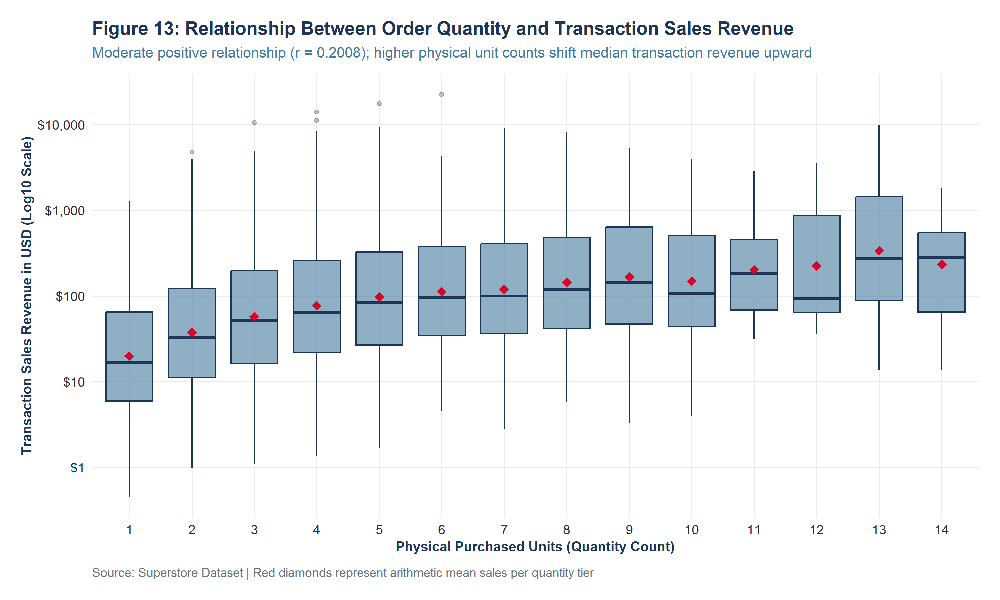 Figure 13: Relationship Between Order Quantity and Transaction Sales Revenue
Moderate positive relationship (r = 0.2008); higher physical unit counts shift median transaction revenue upward
Transaction Sales Revenue in USD (Log10 Scale)
$10,000
$1,000
$100
$10
$1
1 2 3 4 5 6 7 8 9 10 11 12 13 14
Physical Purchased Units (Quantity Count)
Source: Superstore Dataset | Red diamonds represent arithmetic mean sales per quantity tier